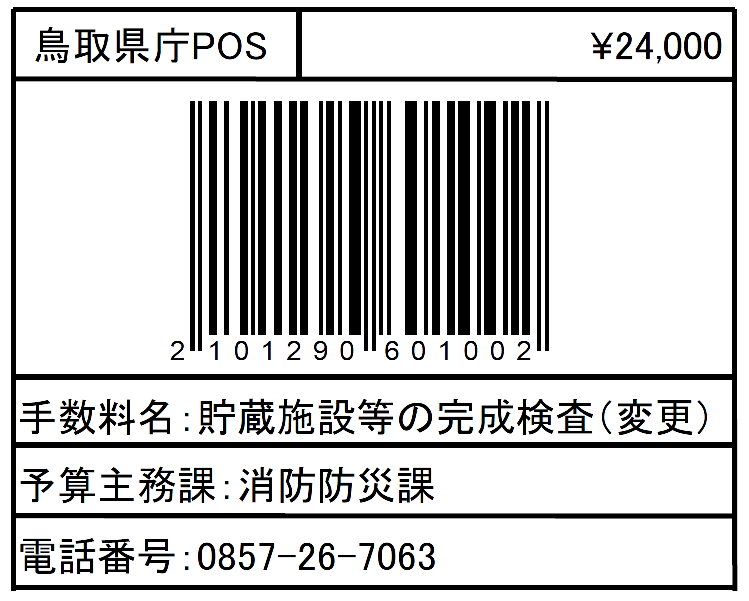 鳥取県庁POS
¥24,000
2 101290 601002
手数料名：貯蔵施設等の完成検査（変更）
予算主務課：消防防災課
電話番号：0857-26-7063